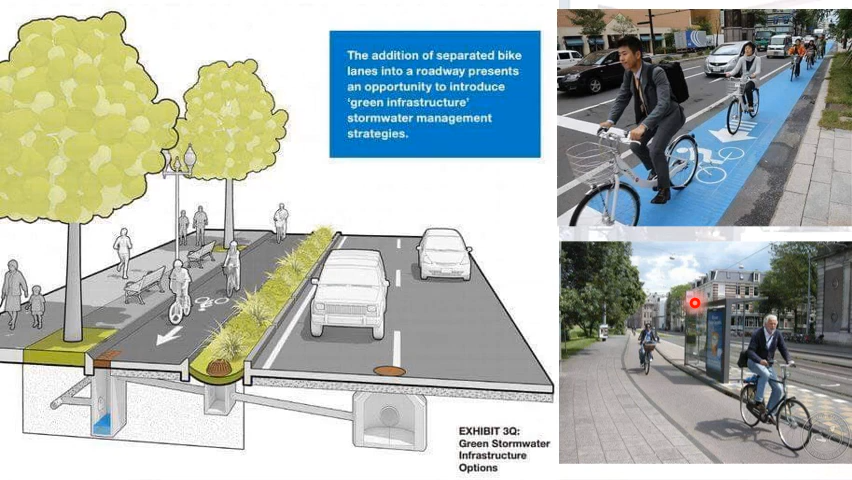 The addition of separated bike
lanes into a roadway presents
an opportunity to introduce
'green infrastructure'
stormwater management
strategies.
EXHIBIT 3Q:
Green Stormwater
Infrastructure
Options